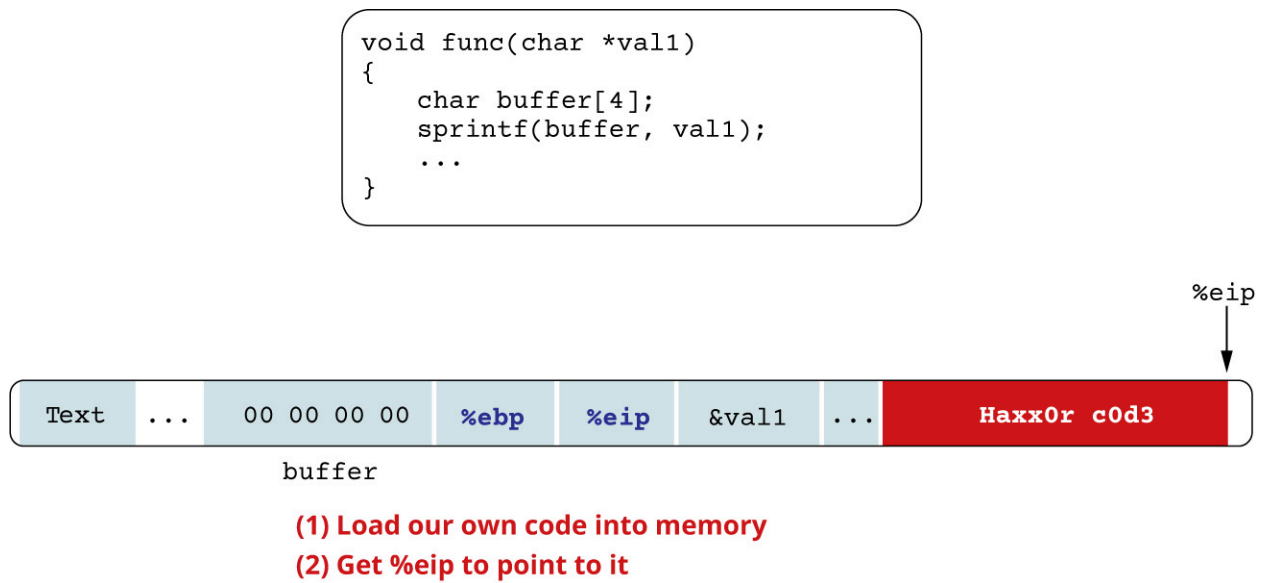 void func(char *val1)
{
char buffer[4];
sprintf(buffer, val1);
...
}
%eip
Text ... 00 00 00 00 %ebp %eip &val1 ... Haxx0r c0d3
buffer
(1) Load our own code into memory
(2) Get %eip to point to it